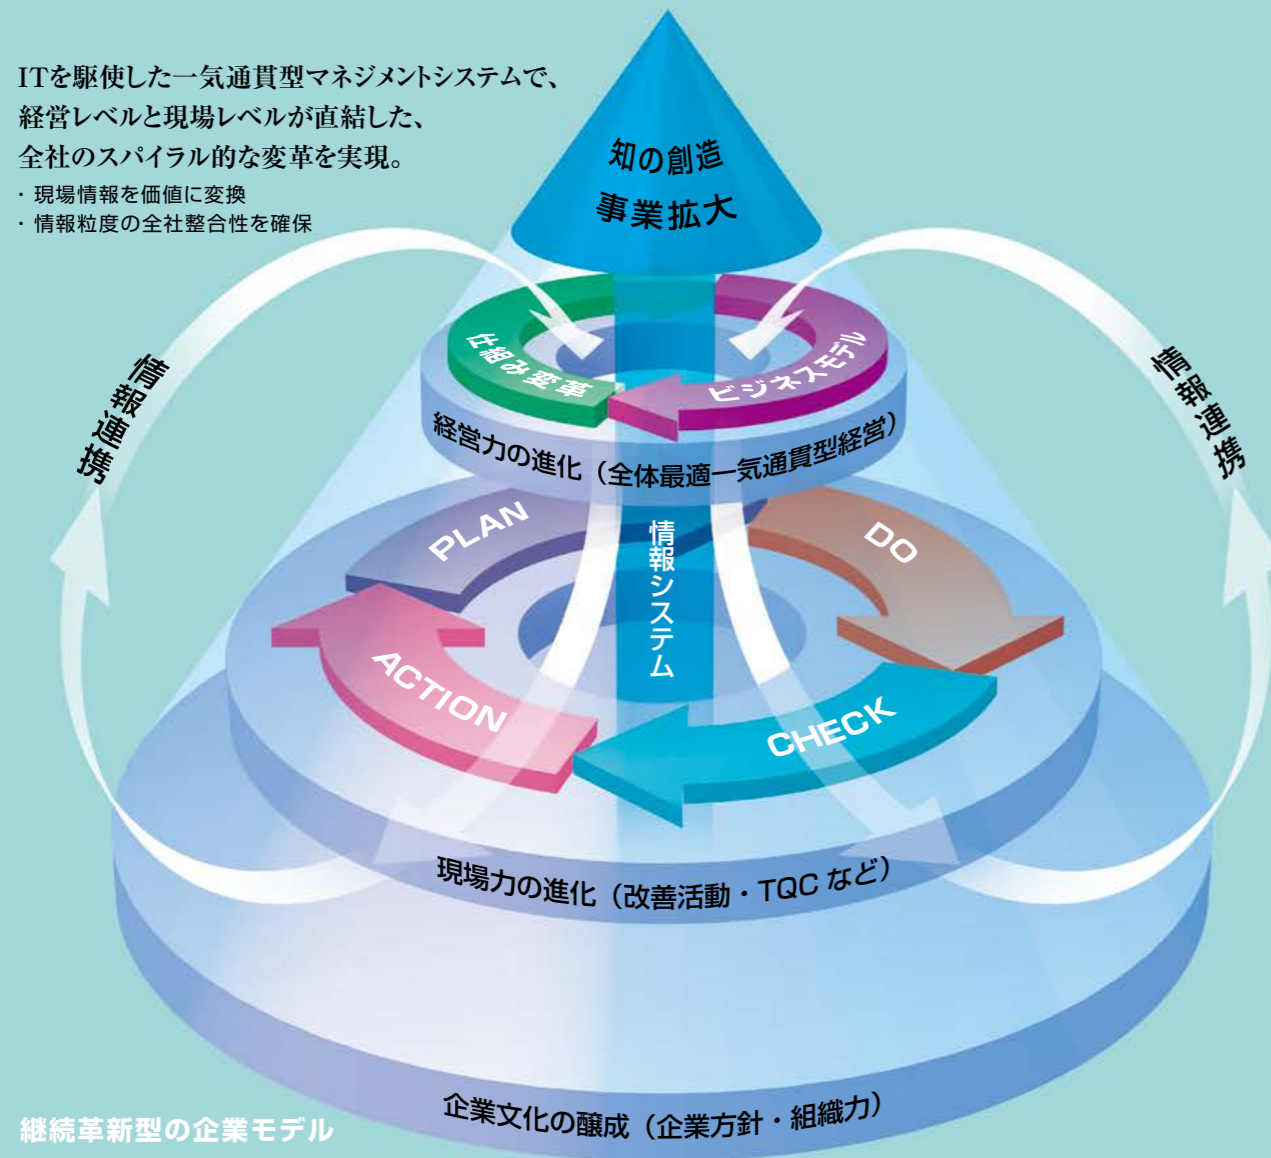 ITを駆使した一気通貫型マネジメントシステムで、
経営レベルと現場レベルが直結した、
全社のスパイラル的な変革を実現。
・現場情報を価値に変換
・情報粒度の全社整合性を確保
知の創造
事業拡大
仕組み変革
ビジネスモデル
経営力の進化（全体最適一気通貫型経営）
情報連携
情報連携
PLAN
DO
情報システム
ACTION
CHECK
現場力の進化（改善活動・TQC など）
企業文化の醸成（企業方針・組織力）
継続革新型の企業モデル